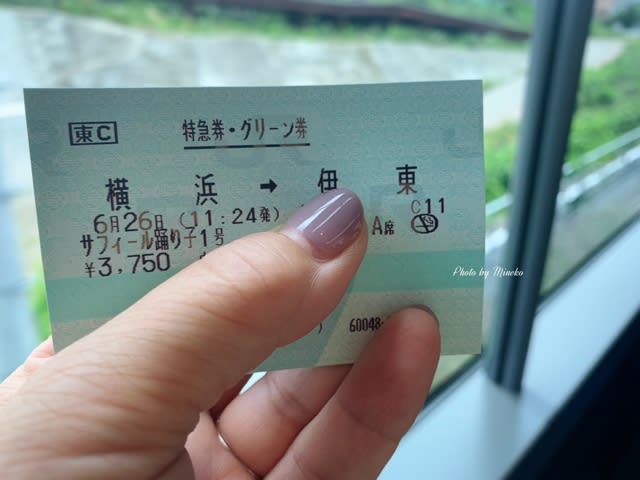 東C
特急券・グリーン券
横浜 → 伊東
C11
6月26日 (11:24発)
サフィール踊り子1号 A席
¥3,750
60048-
Photo by Mineko